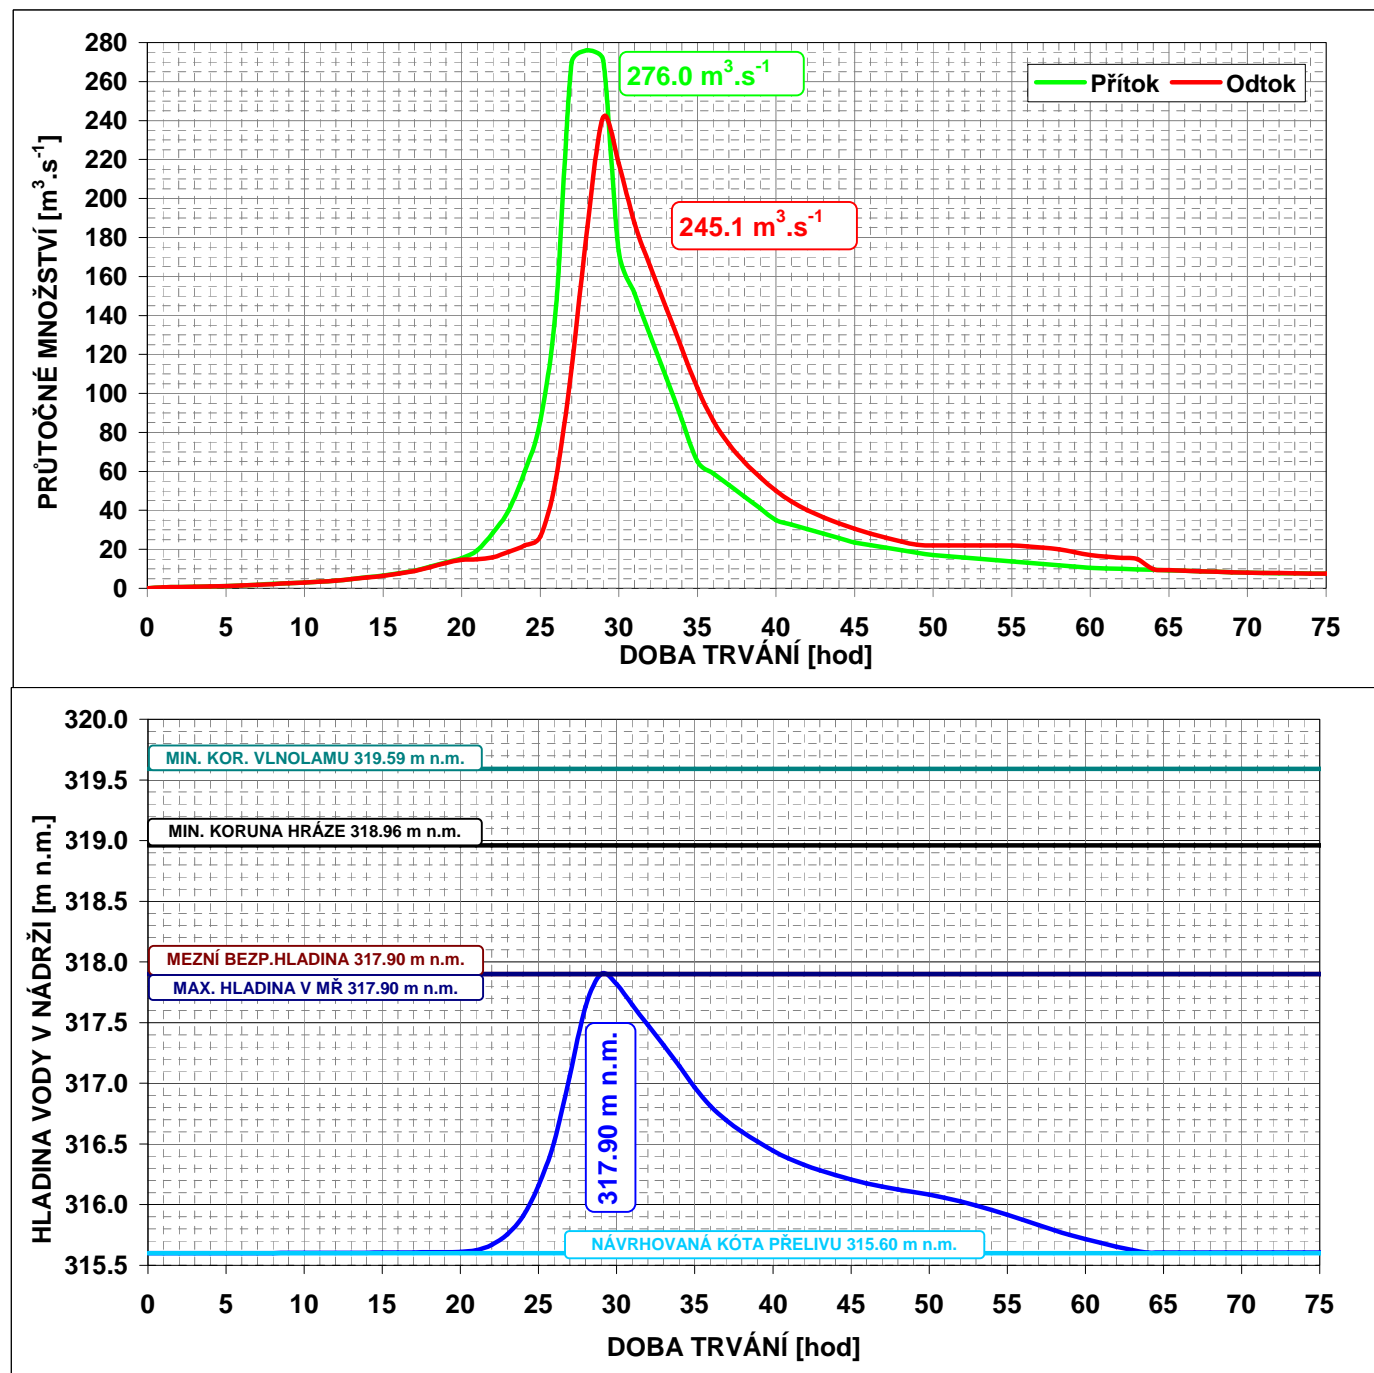 280
260
240
220
200
180
160
140
120
100
80
60
40
20
0
PRŮTOČNÉ MNOŽSTVÍ [m³.s⁻¹]
276.0 m³.s⁻¹
Přítok Odtok
245.1 m³.s⁻¹
0 5 10 15 20 25 30 35 40 45 50 55 60 65 70 75
DOBA TRVÁNÍ [hod]
320.0
319.5
319.0
318.5
318.0
317.5
317.0
316.5
316.0
315.5
HLADINA VODY V NÁDRŽI [m n.m.]
MIN. KOR. VLNOLAMU 319.59 m n.m.
MIN. KORUNA HRÁZE 318.96 m n.m.
MEZNÍ BEZP.HLADINA 317.90 m n.m.
MAX. HLADINA V MŘ 317.90 m n.m.
317.90 m n.m.
NÁVRHOVANÁ KÓTA PŘELIVU 315.60 m n.m.
0 5 10 15 20 25 30 35 40 45 50 55 60 65 70 75
DOBA TRVÁNÍ [hod]